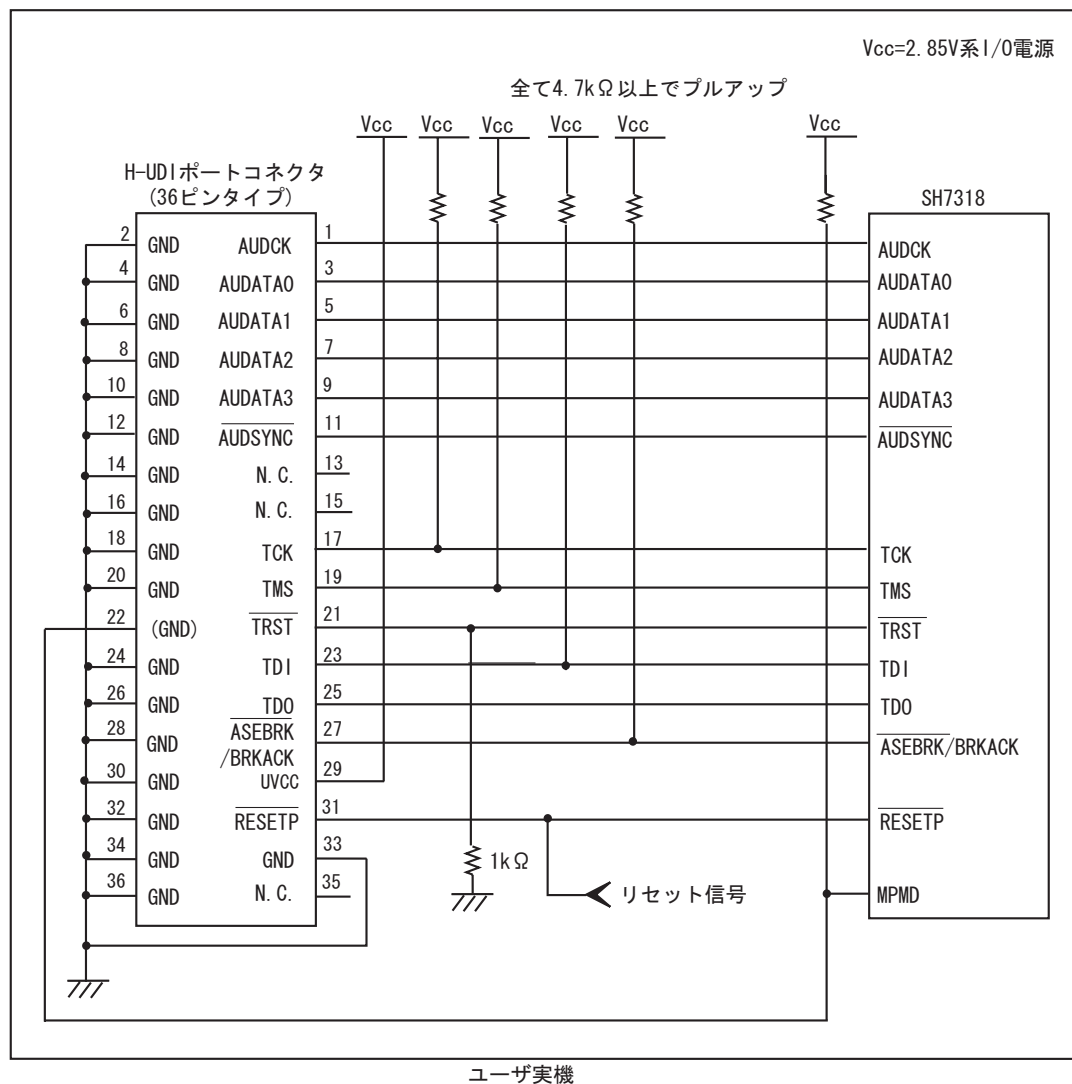 Vcc=2.85V系I/O電源
全て4.7kΩ以上でプルアップ
Vcc Vcc Vcc Vcc Vcc Vcc
H-UDIポートコネクタ
(36ピンタイプ)
SH7318
2 GND AUDCK 1 AUDCK
4 GND AUDATA0 3 AUDATA0
6 GND AUDATA1 5 AUDATA1
8 GND AUDATA2 7 AUDATA2
10 GND AUDATA3 9 AUDATA3
12 GND AUDSYNC 11 AUDSYNC
14 GND N.C. 13
16 GND N.C. 15
18 GND TCK 17 TCK
20 GND TMS 19 TMS
22 (GND) TRST 21 TRST
24 GND TDI 23 TDI
26 GND TDO 25 TDO
28 GND ASEBRK 27 ASEBRK/BRKACK
/BRKACK
30 GND UVCC 29
32 GND RESETP 31 RESETP
34 GND GND 33
1kΩ
36 GND N.C. 35
リセット信号
MPMD
ユーザ実機